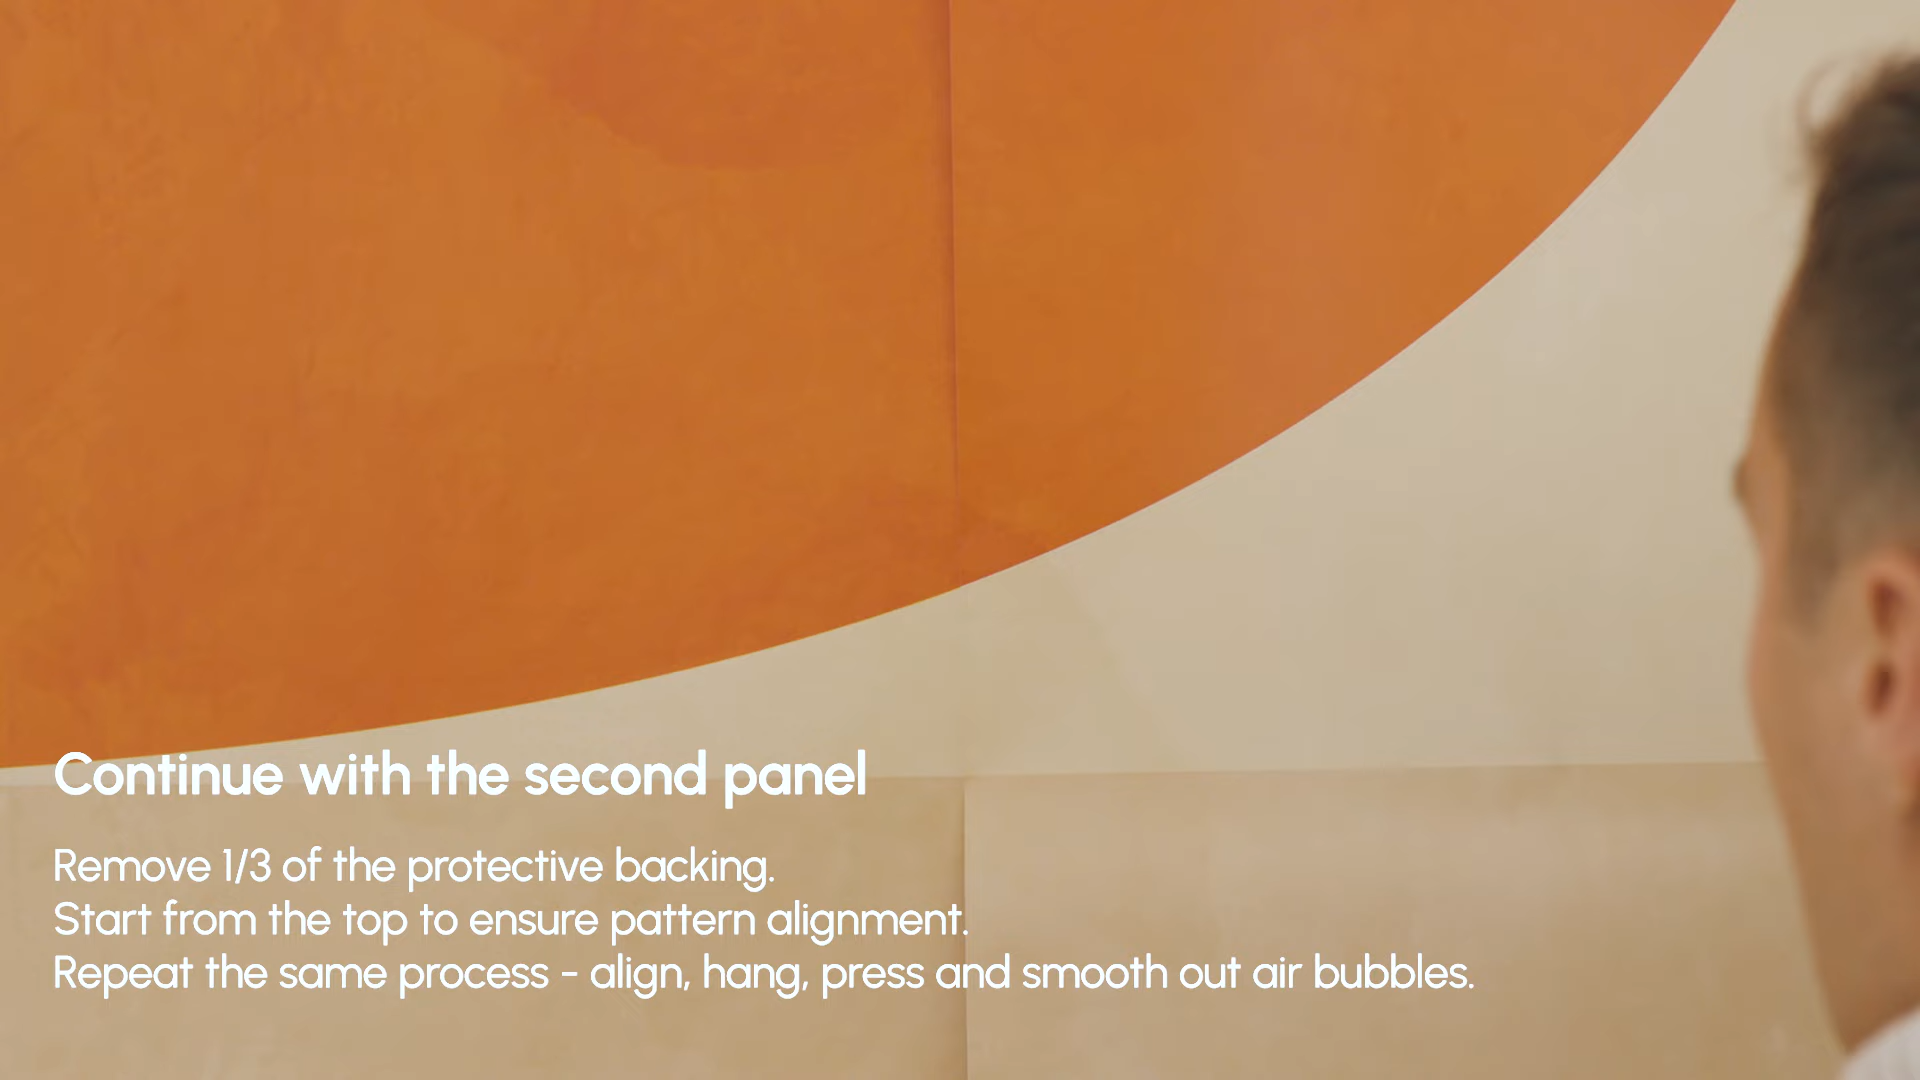 Continue with the second panel
Remove 1/3 of the protective backing.
Start from the top to ensure pattern alignment.
Repeat the same process - align, hang, press and smooth out air bubbles.